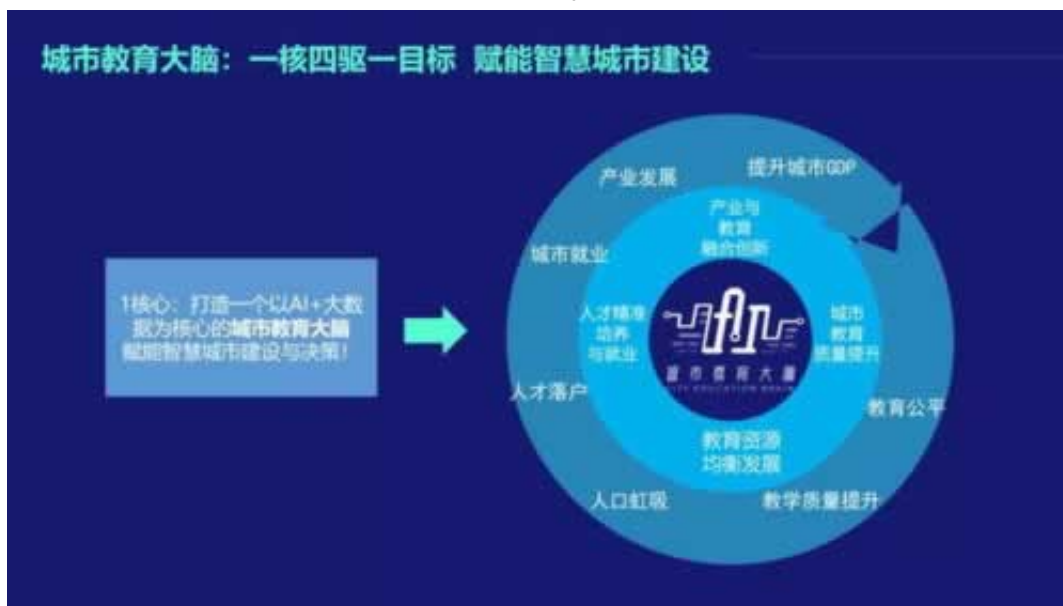 城市教育大脑：一核四驱一目标 赋能智慧城市建设
1核心：打造一个以AI+大数
据为核心的城市教育大脑
赋能智慧城市建设与决策！
产业发展
提升城市GDP
城市就业
人才落户
人口虹吸
教学质量提升
教育公平
产业与
教育
融合创新
人才精准
培养
与就业
城市
教育
质量提升
教育资源
均衡发展
城市教育大脑
CITY EDUCATION BRAIN